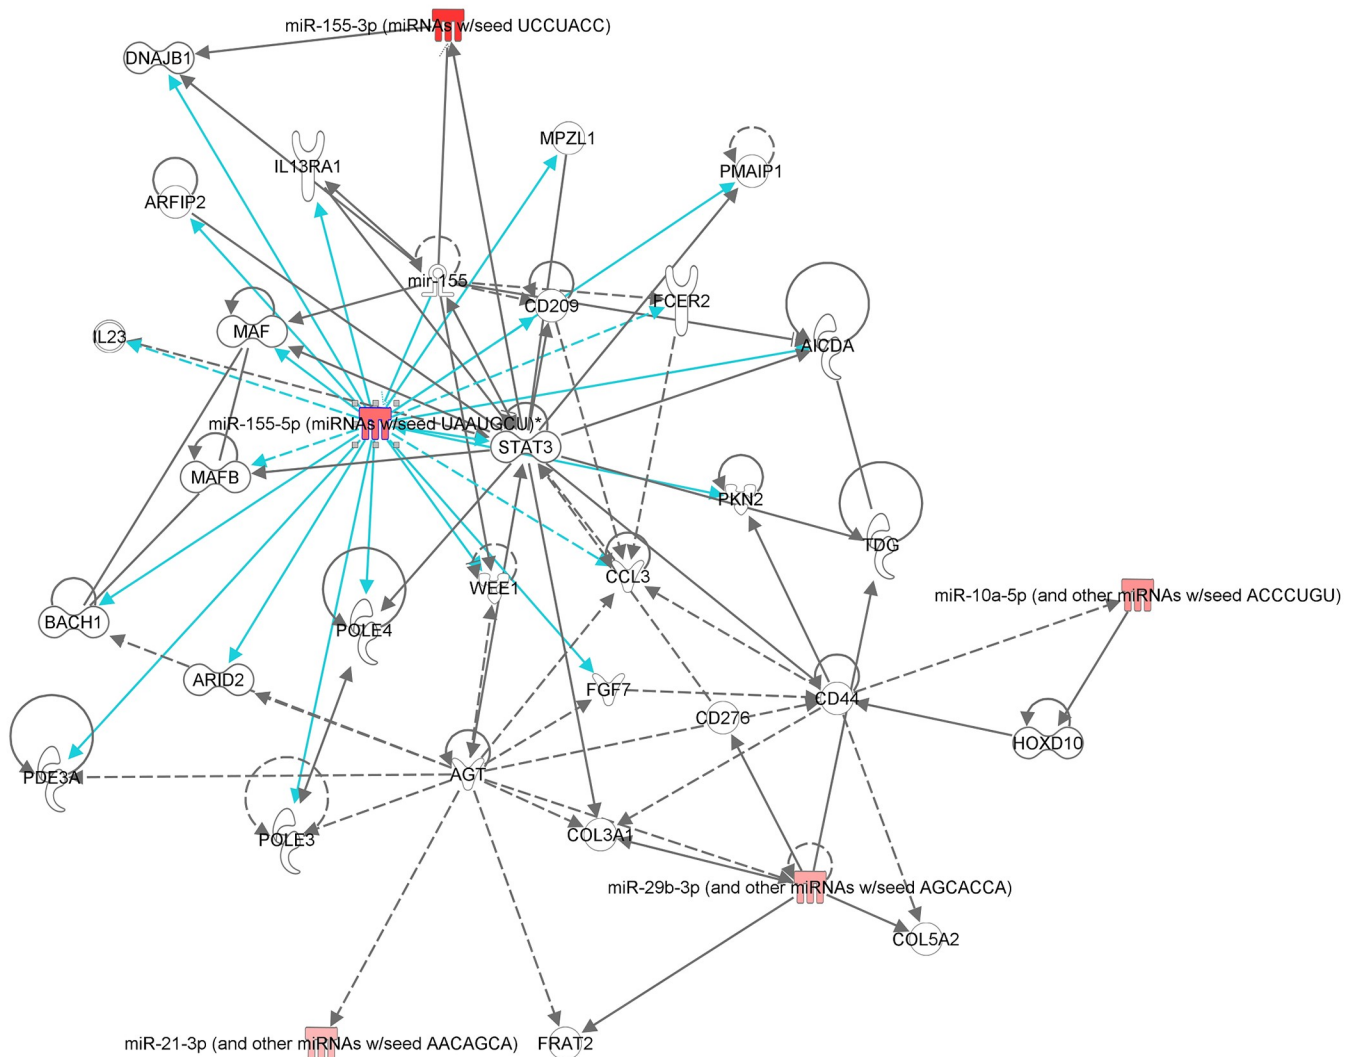 miR-155-3p (miRNAs w/seed UCCUACC)
DNAJB1
MPZL1
IL13RA1
PMAIP1
ARFIP2
mir-155
FCER2
CD209
MAF
IL23
AICDA
miR-155-5p (miRNAs w/seed UAAUGCU)*
STAT3
MAFB
PKN2
TDG
CCL3
WEE1
miR-10a-5p (and other miRNAs w/seed ACCCUGU)
BACH1
POLE4
ARID2
FGF7
CD44
CD276
HOXD10
PDE3A
AGT
COL3A1
POLE3
miR-29b-3p (and other miRNAs w/seed AGCACCA)
COL5A2
miR-21-3p (and other miRNAs w/seed AACAGCA)
FRAT2